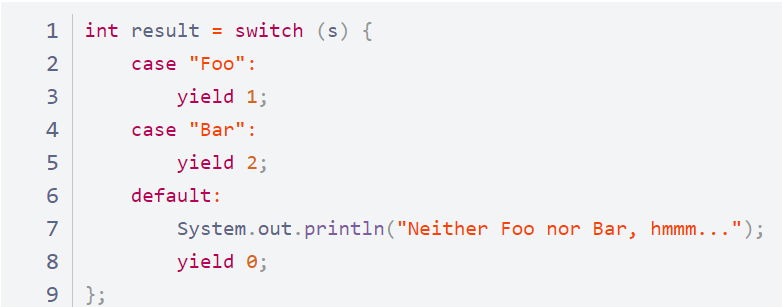 1 int result = switch (s) {
2     case "Foo":
3         yield 1;
4     case "Bar":
5         yield 2;
6     default:
7         System.out.println("Neither Foo nor Bar, hmmm...");
8         yield 0;
9 };